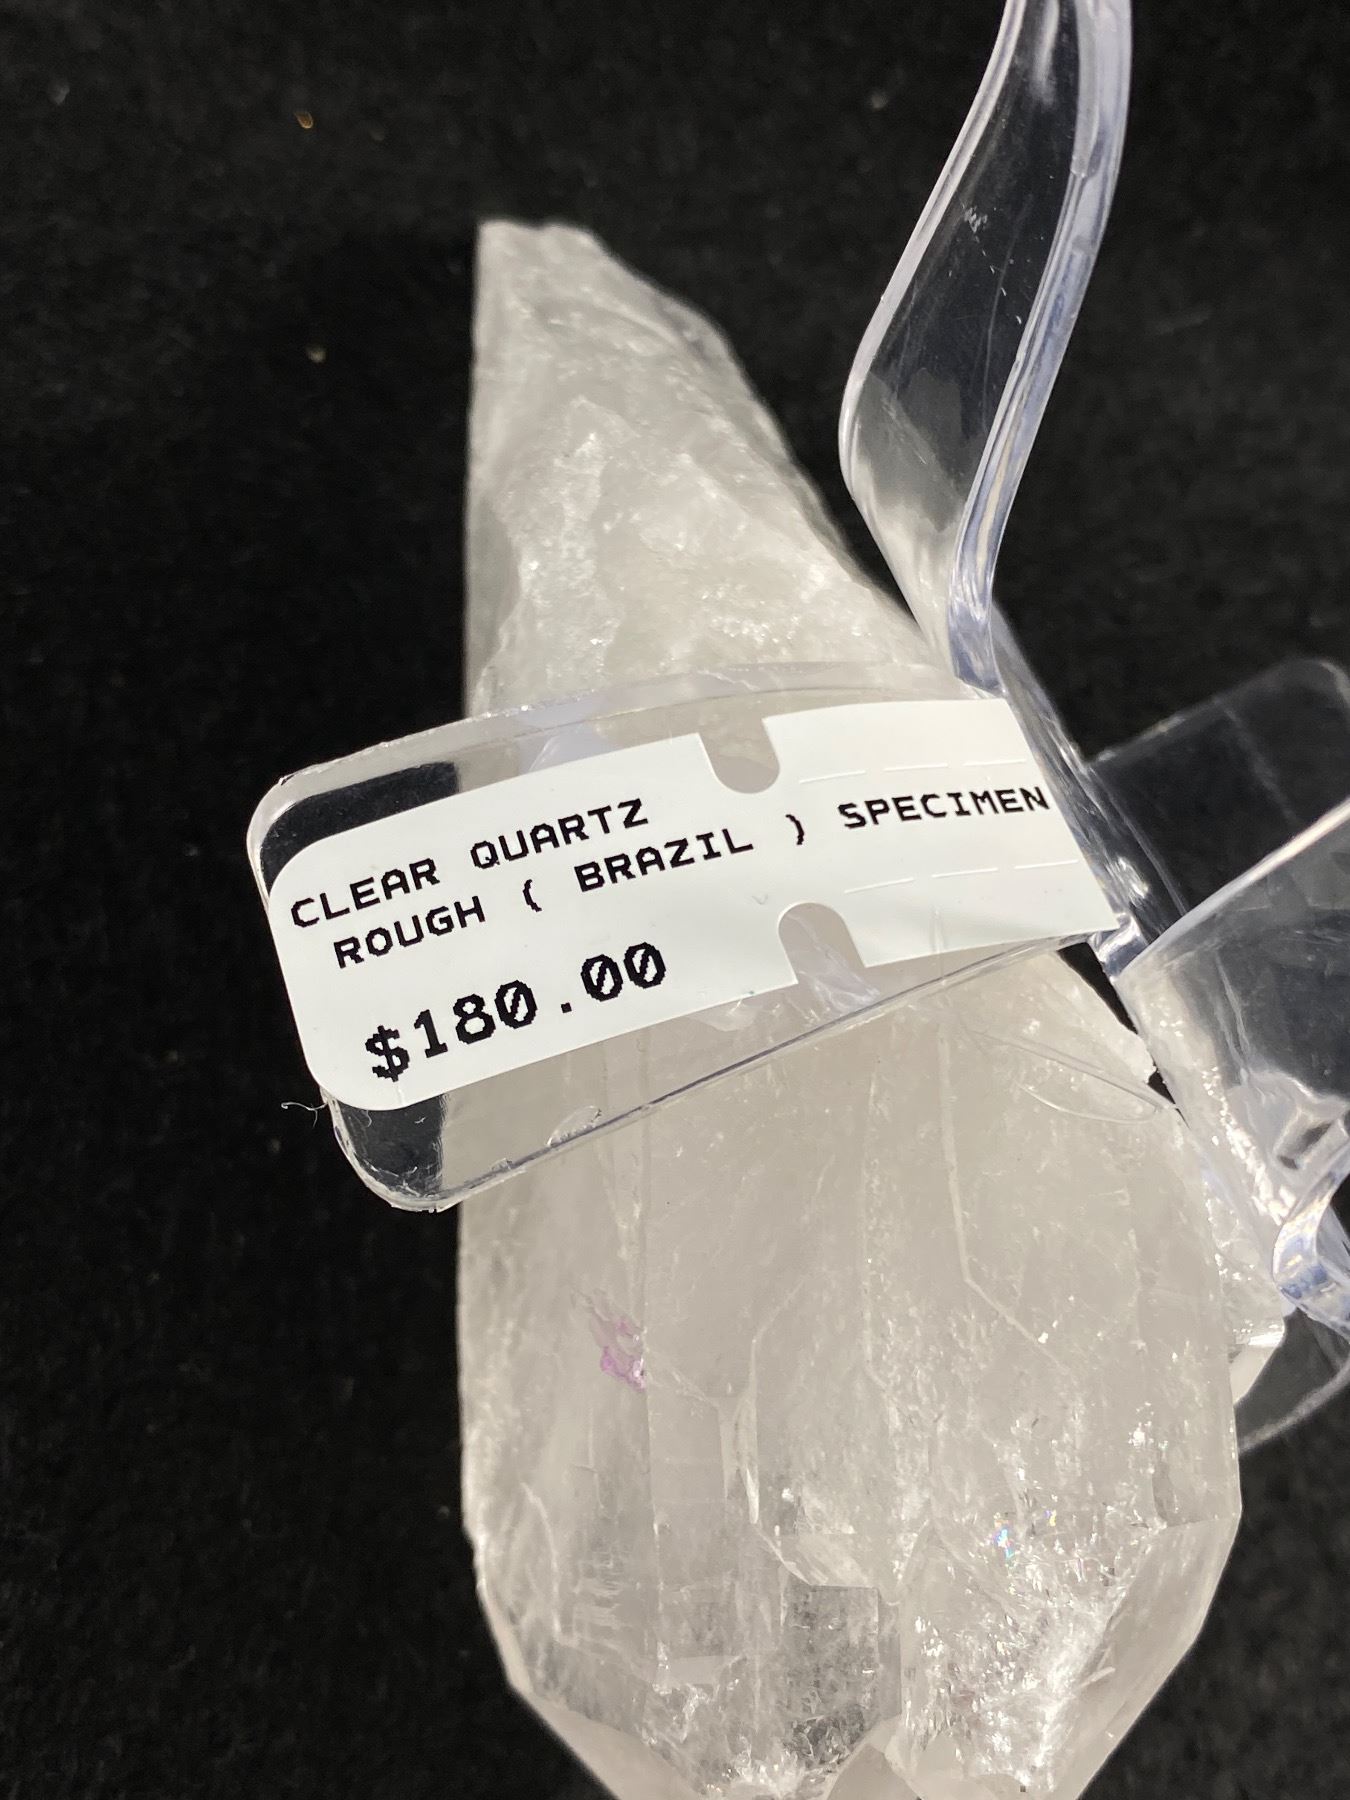 CLEAR QUARTZ
ROUGH ( BRAZIL ) SPECIMEN
$180.00